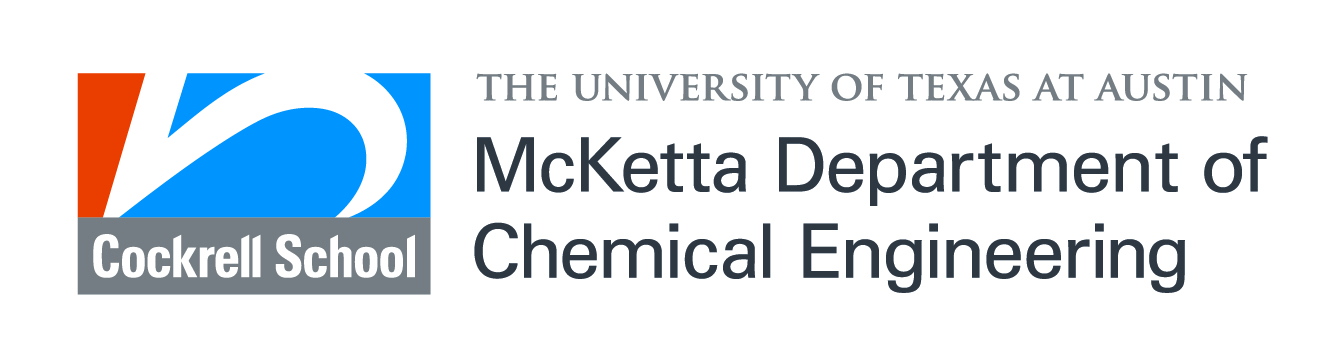 Cockrell School
THE UNIVERSITY OF TEXAS AT AUSTIN
McKetta Department of
Chemical Engineering